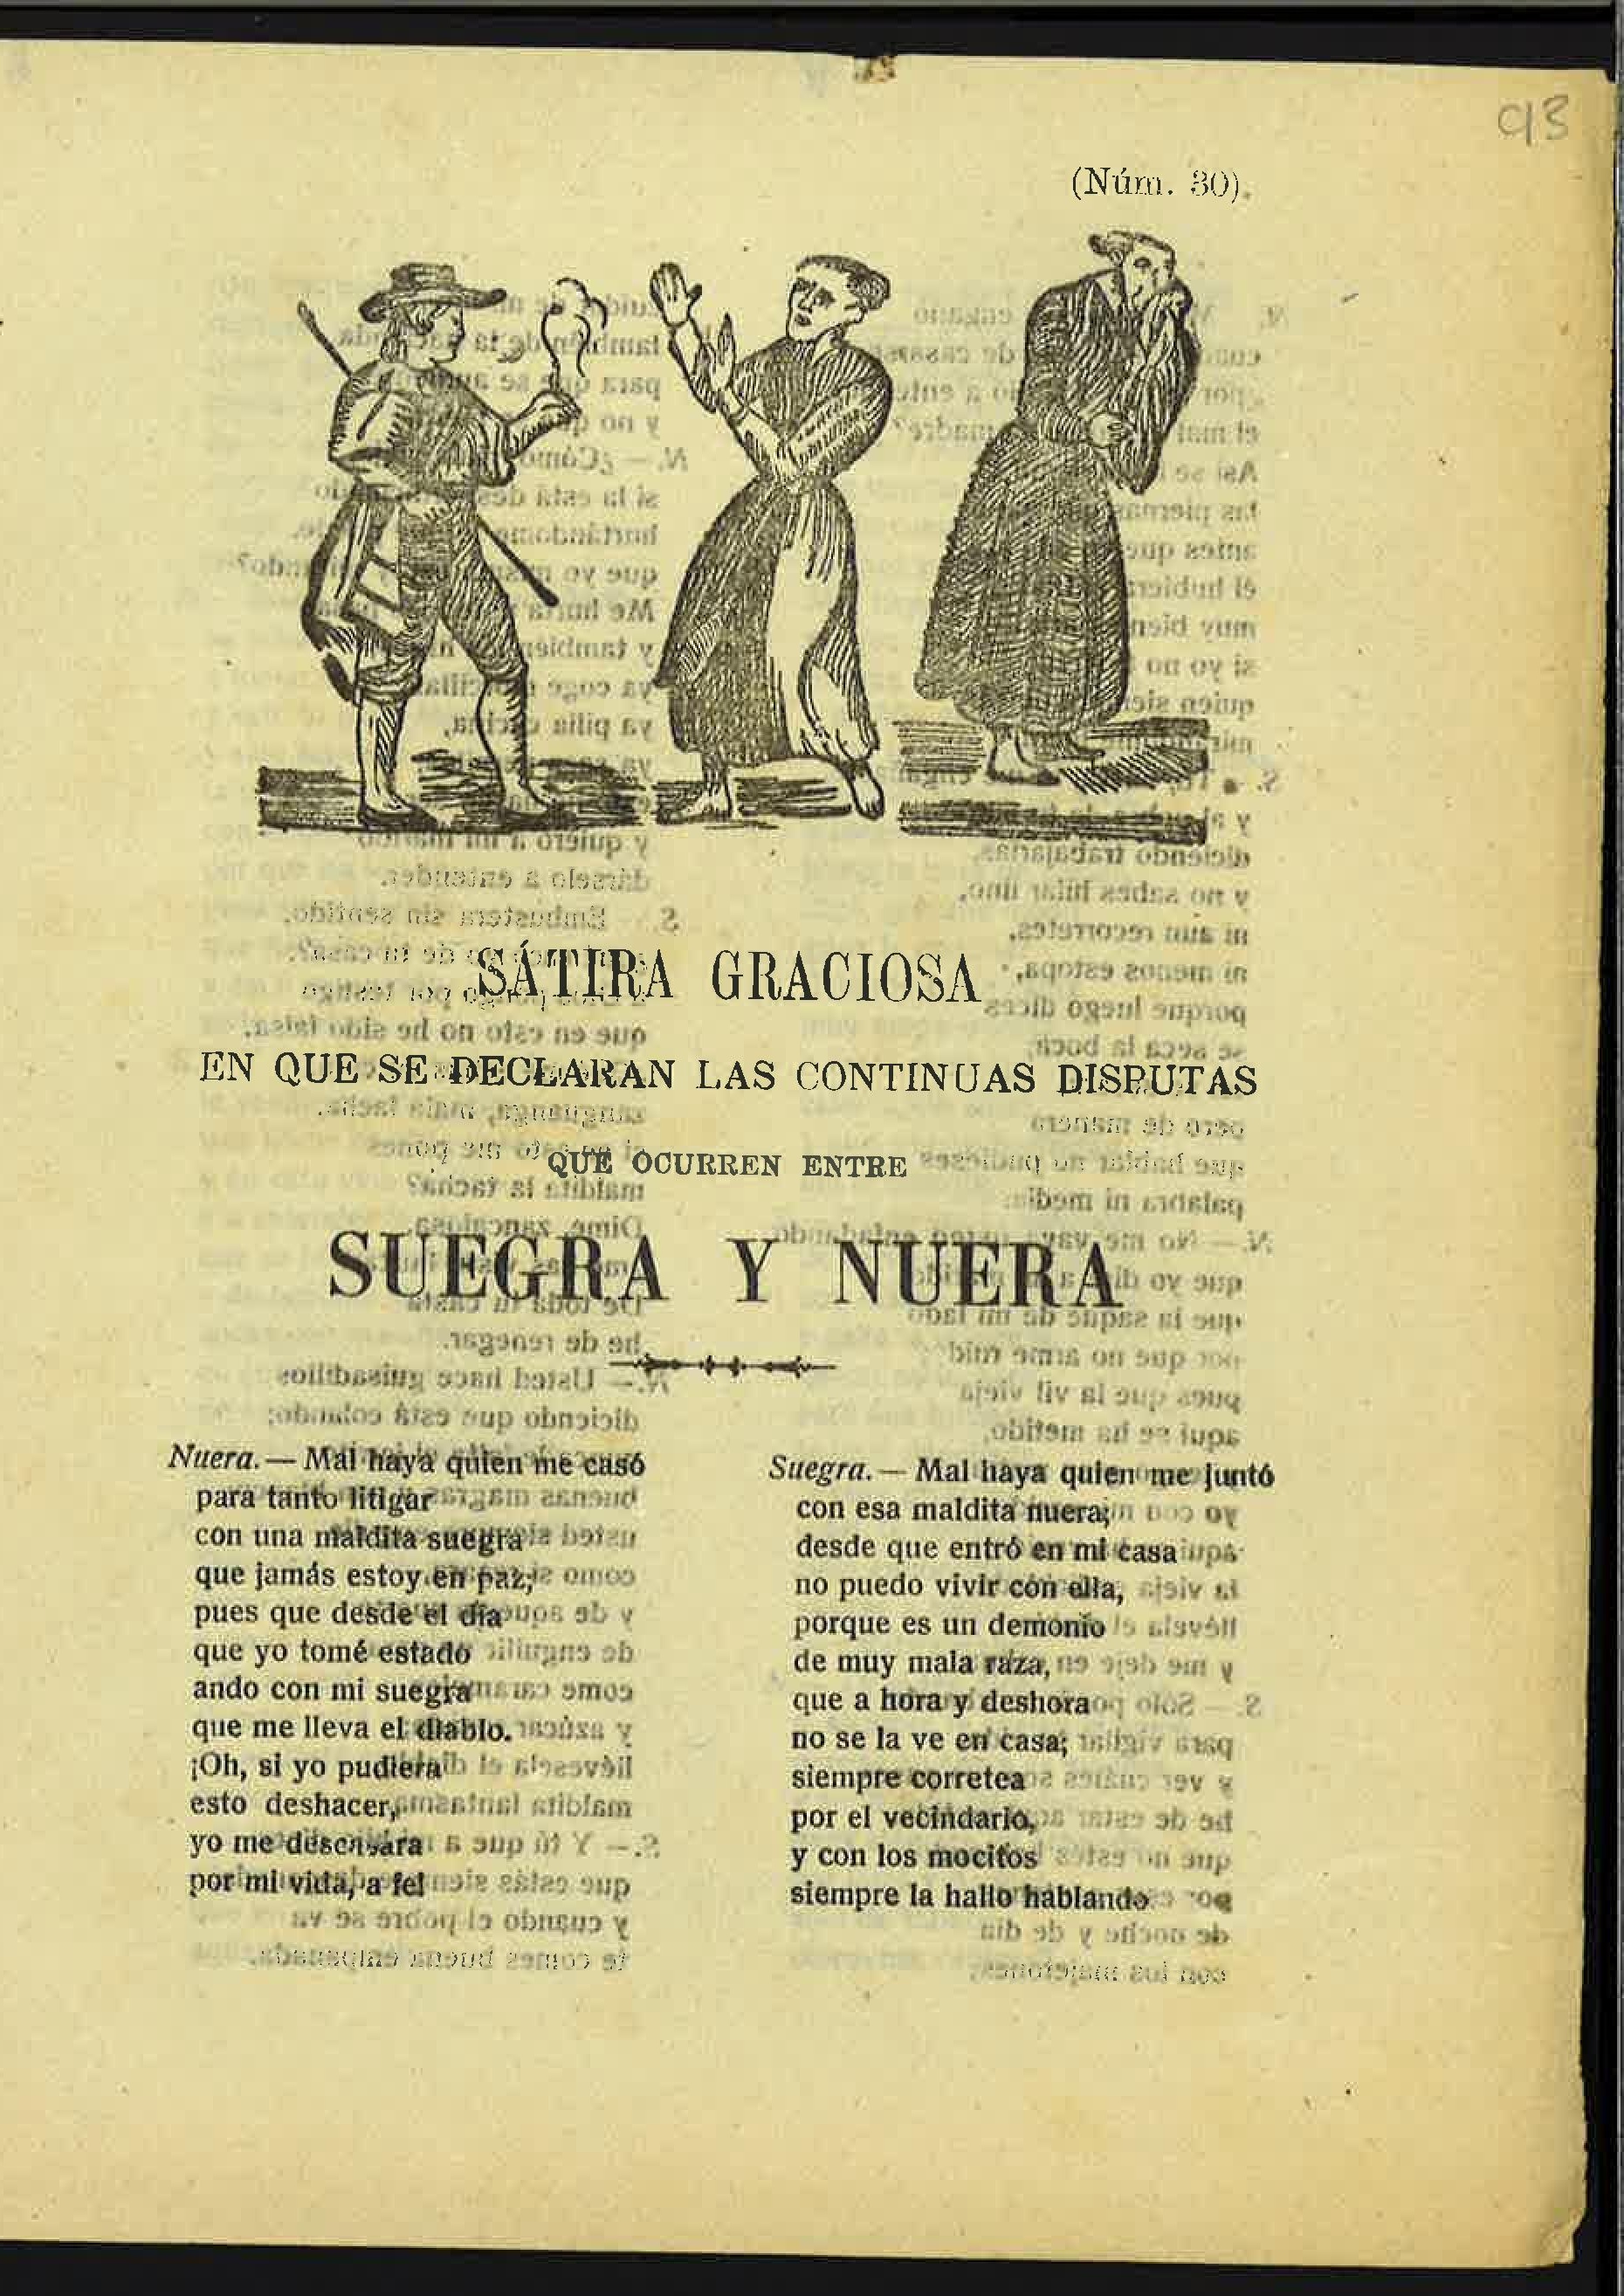 93
(Núm. 30).
SÁTIRA GRACIOSA
EN QUE SE DECLARAN LAS CONTINUAS DISPUTAS
QUE OCURREN ENTRE
SUEGRA Y NUERA
Nuera.— Mal haya quien me casó
para tanto litigar
con una maldita suegra
que jamás estoy en paz;
pues que desde el día
que yo tomé estado
ando con mi suegra
que me lleva el diablo.
¡Oh, si yo pudiera
esto deshacer,
yo me descansara
por mi vida, a fe!
Suegra.— Mal haya quien me juntó
con esa maldita nuera;
desde que entró en mi casa
no puedo vivir con ella,
porque es un demonio
de muy mala raza,
que a hora y deshora
no se la ve en casa;
siempre corretea
por el vecindario,
y con los mocitos
siempre la hallo hablando